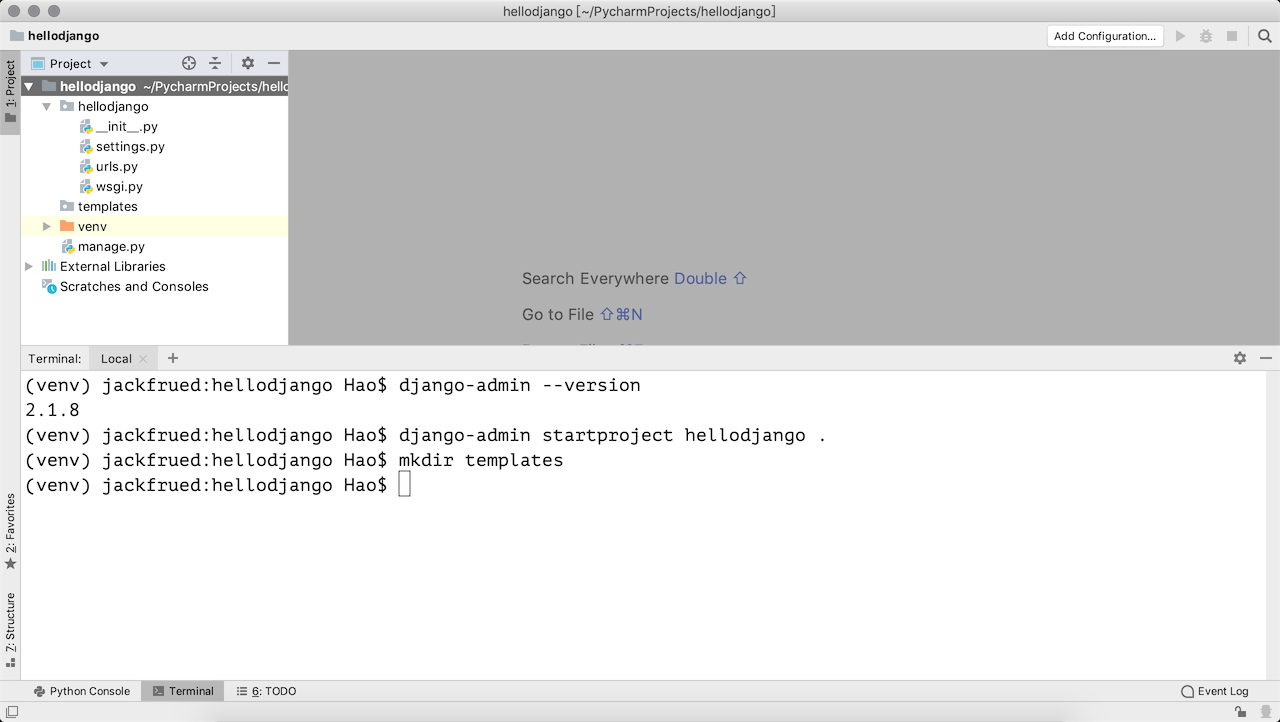 hellodjango [~/PycharmProjects/hellodjango]
hellodjango
Add Configuration...
1: Project
Project
hellodjango ~/PycharmProjects/hello
hellodjango
__init__.py
settings.py
urls.py
wsgi.py
templates
venv
manage.py
External Libraries
Scratches and Consoles
Search Everywhere Double ⇧
Go to File ⇧⌘N
Terminal: Local × +
(venv) jackfrued:hellodjango Hao$ django-admin --version
2.1.8
(venv) jackfrued:hellodjango Hao$ django-admin startproject hellodjango .
(venv) jackfrued:hellodjango Hao$ mkdir templates
(venv) jackfrued:hellodjango Hao$
2: Favorites
7: Structure
Python Console
Terminal
6: TODO
Event Log